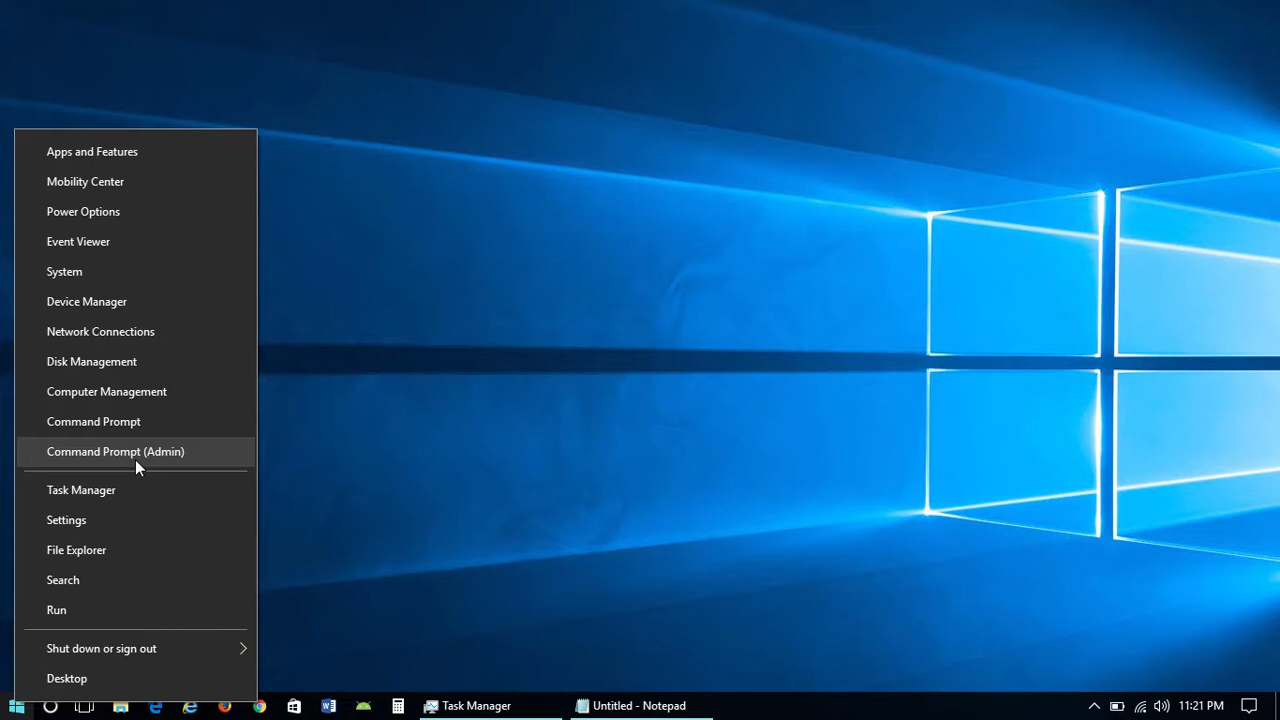 Apps and Features
Mobility Center
Power Options
Event Viewer
System
Device Manager
Network Connections
Disk Management
Computer Management
Command Prompt
Command Prompt (Admin)
Task Manager
Settings
File Explorer
Search
Run
Shut down or sign out
Desktop
Task Manager
Untitled - Notepad
11:21 PM